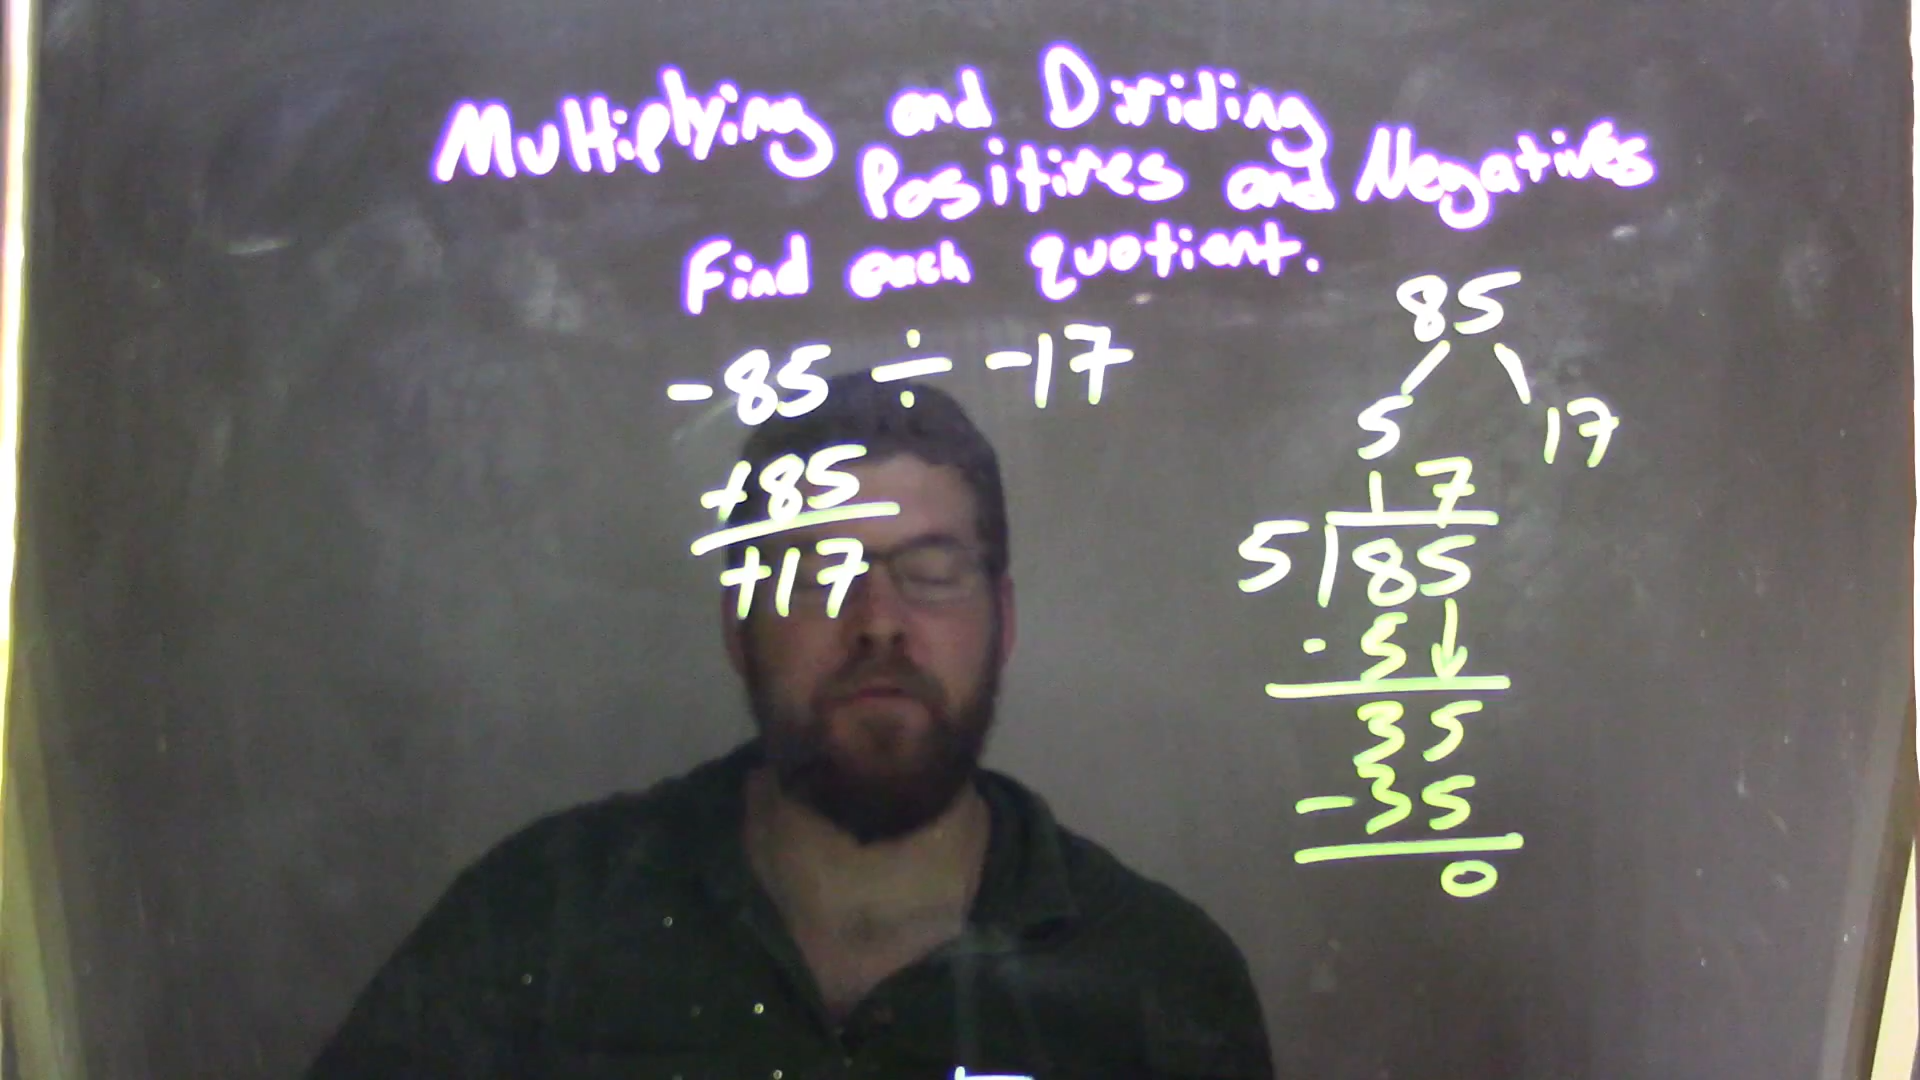 Multiplying and Dividing
Positives and Negatives
Find each quotient.
-85 ÷ -17
+85
+17
85
5 17
17
5 85
-5
35
-35
0